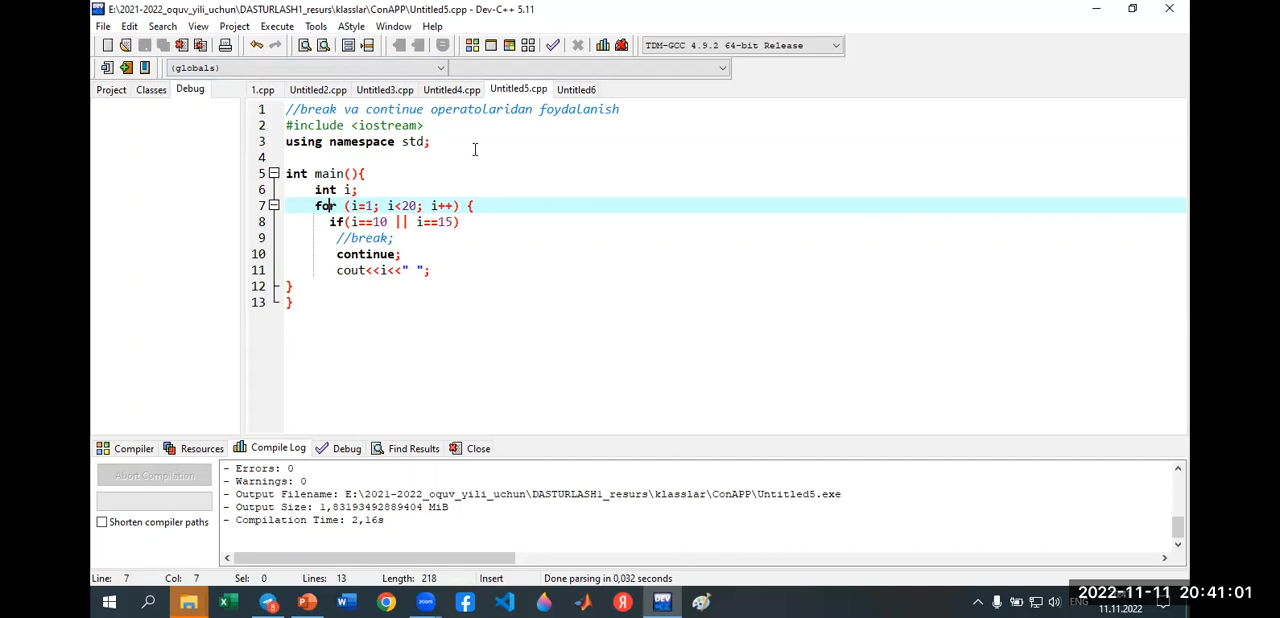 E:\2021-2022_oquv_yili_uchun\DASTURLASH1_resurs\klasslar\ConAPP\Untitled5.cpp - Dev-C++ 5.11
File Edit Search View Project Execute Tools AStyle Window Help
TDM-GCC 4.9.2 64-bit Release
(globals)
Project Classes Debug 1.cpp Untitled2.cpp Untitled3.cpp Untitled4.cpp Untitled5.cpp Untitled6
1 //break va continue operatolaridan foydalanish
2 #include <iostream>
3 using namespace std;
4
5 int main(){
6 int i;
7 for (i=1; i<20; i++) {
8 if(i==10 || i==15)
9 //break;
10 continue;
11 cout<<i<<" ";
12 }
13 }
Compiler Resources Compile Log Debug Find Results Close
Abort Compilation
Shorten compiler paths
- Errors: 0
- Warnings: 0
- Output Filename: E:\2021-2022_oquv_yili_uchun\DASTURLASH1_resurs\klasslar\ConAPP\Untitled5.exe
- Output Size: 1,83193492889404 MiB
- Compilation Time: 2,16s
Line: 7 Col: 7 Sel: 0 Lines: 13 Length: 218 Insert Done parsing in 0,032 seconds
ENG
2022-11-11 20:41:01
11.11.2022